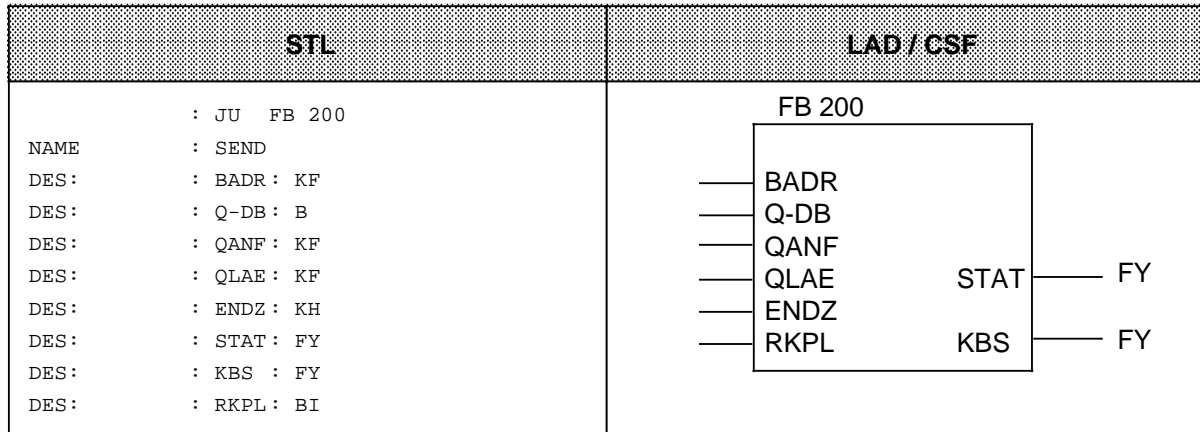 STL
LAD / CSF
: JU FB 200
NAME : SEND
DES: : BADR: KF
DES: : Q-DB: B
DES: : QANF: KF
DES: : QLAE: KF
DES: : ENDZ: KH
DES: : STAT: FY
DES: : KBS : FY
DES: : RKPL: BI
FB 200
BADR
Q-DB
QANF
QLAE STAT FY
ENDZ
RKPL KBS FY